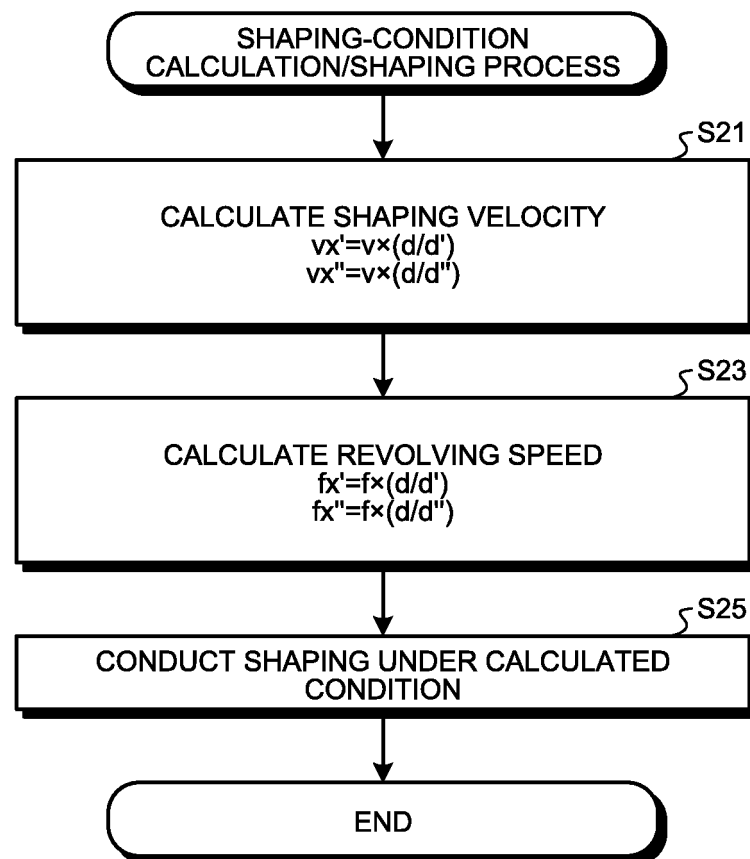 SHAPING-CONDITION
CALCULATION/SHAPING PROCESS
S21
CALCULATE SHAPING VELOCITY
vx'=v×(d/d')
vx"=v×(d/d")
S23
CALCULATE REVOLVING SPEED
fx'=f×(d/d')
fx"=f×(d/d")
S25
CONDUCT SHAPING UNDER CALCULATED
CONDITION
END